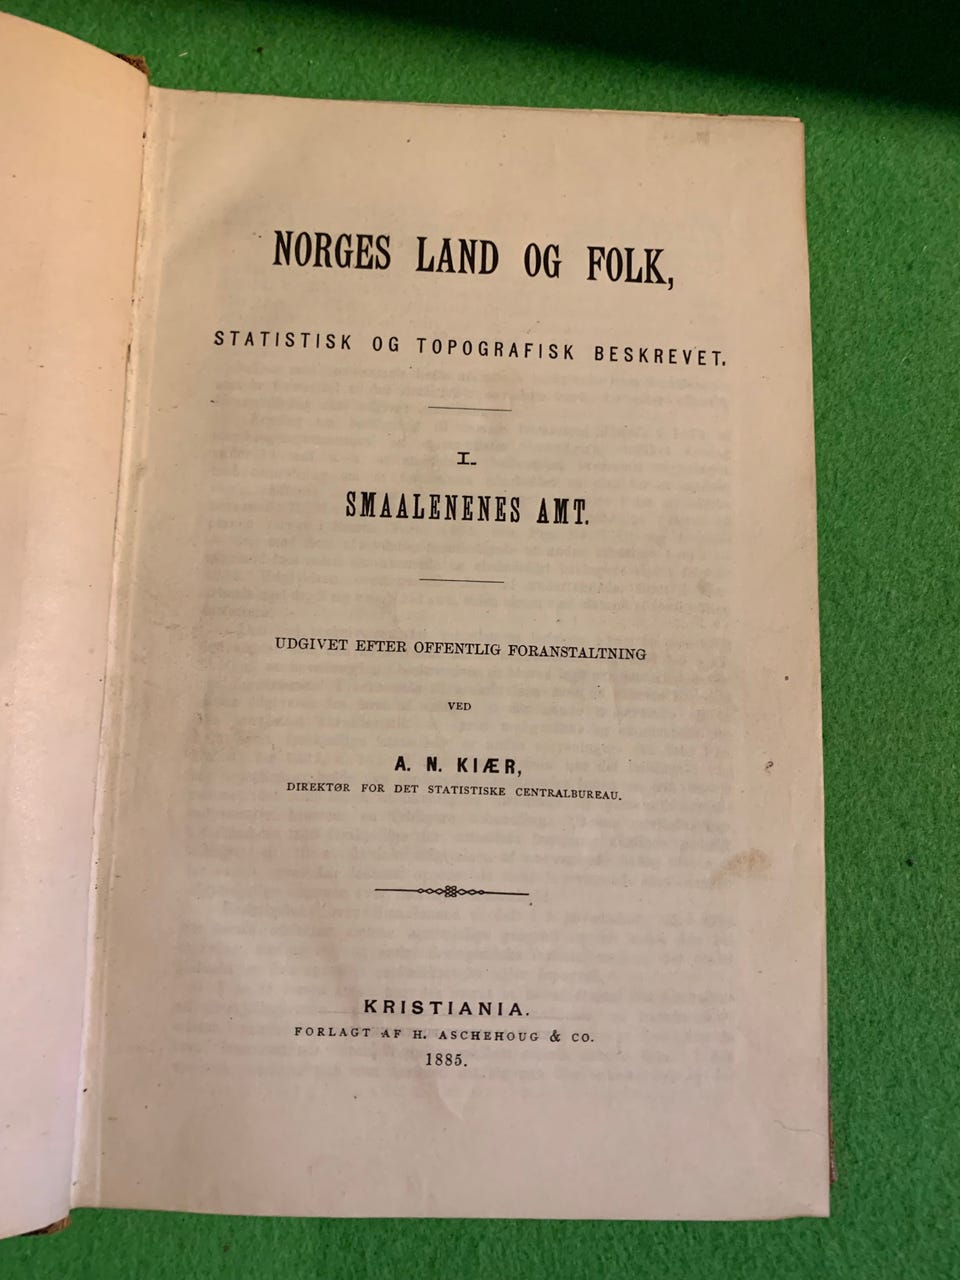 NORGES LAND OG FOLK,
STATISTISK OG TOPOGRAFISK BESKREVET.
I.
SMAALENENES AMT.
UDGIVET EFTER OFFENTLIG FORANSTALTNING
VED
A. N. KIÆR,
DIREKTØR FOR DET STATISTISKE CENTRALBUREAU.
KRISTIANIA.
FORLAGT AF H. ASCHEHOUG & CO.
1885.